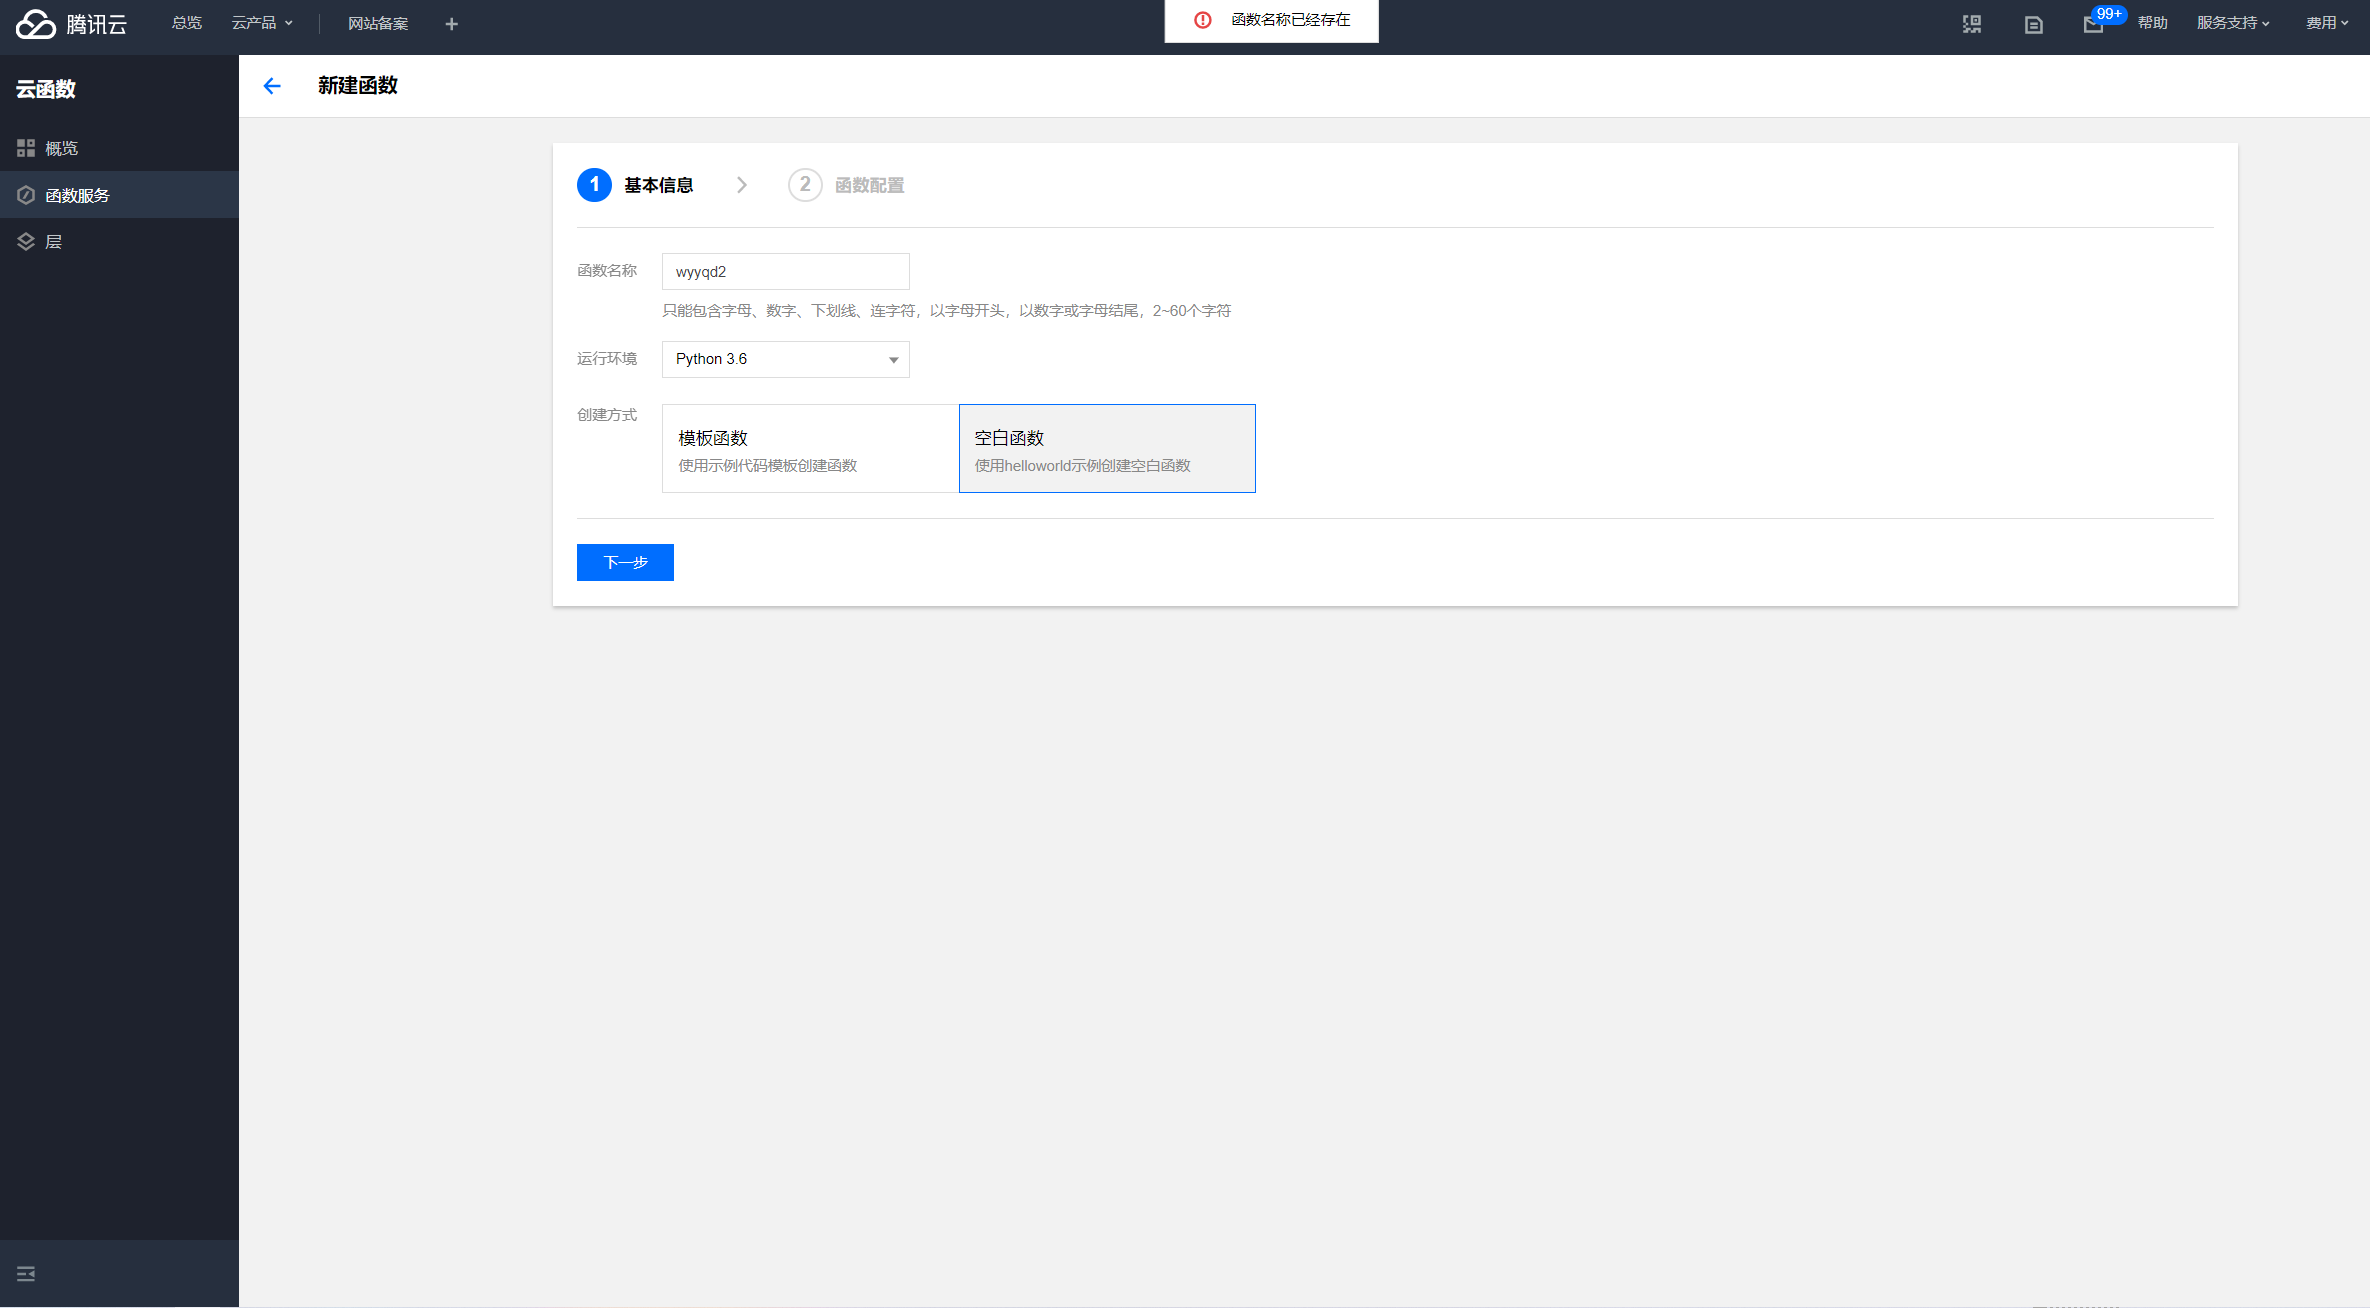 腾讯云 总览 云产品 网站备案 + 函数名称已经存在 99+ 帮助 服务支持 费用
云函数
新建函数
概览
函数服务
层
1 基本信息 2 函数配置
函数名称 wyyqd2
只能包含字母、数字、下划线、连字符，以字母开头，以数字或字母结尾，2~60个字符
运行环境 Python 3.6
创建方式
模板函数
使用示例代码模板创建函数
空白函数
使用helloworld示例创建空白函数
下一步